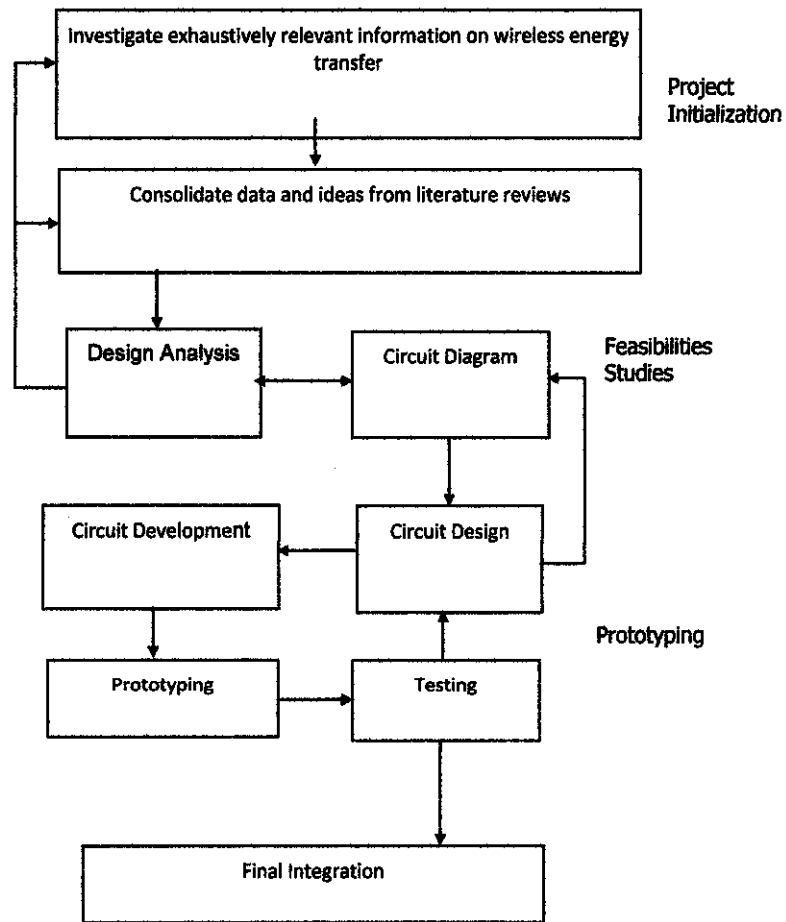 Investigate exhaustively relevant information on wireless energy
transfer
Project
Initialization
Consolidate data and ideas from literature reviews
Design Analysis
Circuit Diagram
Feasibilities
Studies
Circuit Development
Circuit Design
Prototyping
Prototyping
Testing
Final Integration